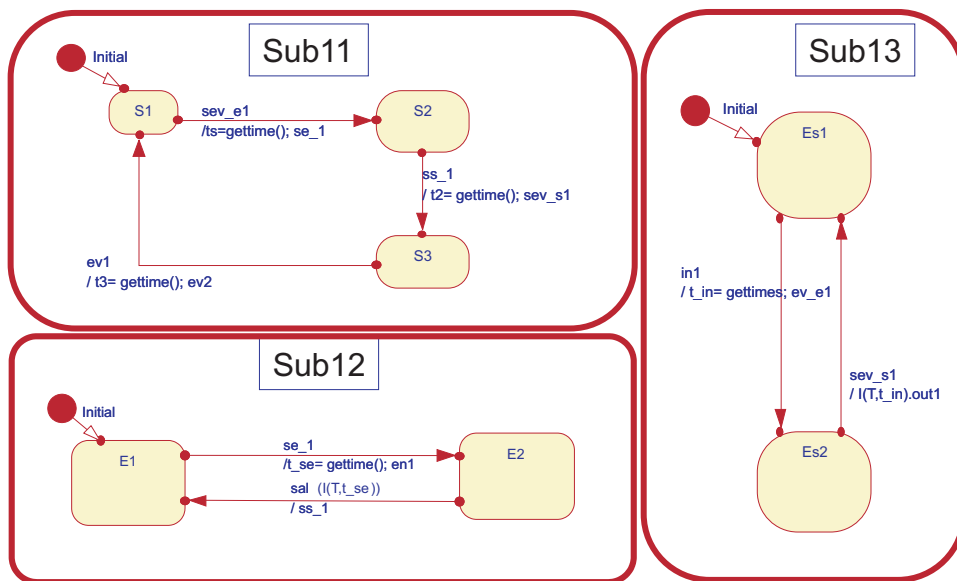 Sub11
Initial
S1
sev_e1
/ts=gettime(); se_1
S2
ss_1
/ t2= gettime(); sev_s1
S3
ev1
/ t3= gettime(); ev2
Sub12
Initial
E1
se_1
/t_se= gettime(); en1
E2
sal (I(T,t_se))
/ ss_1
Sub13
Initial
Es1
in1
/ t_in= gettimes; ev_e1
sev_s1
/ I(T,t_in).out1
Es2